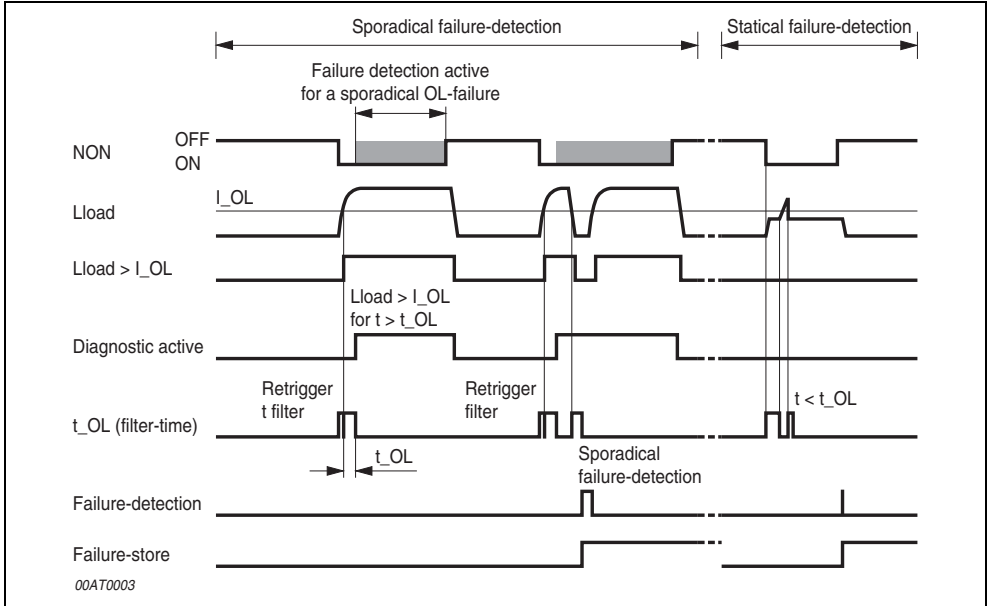 Sporadical failure-detection
Statical failure-detection
Failure detection active
for a sporadical OL-failure
NON
OFF
ON
I_OL
Lload
Lload > I_OL
Lload > I_OL
for t > t_OL
Diagnostic active
Retrigger
t filter
Retrigger
filter
t < t_OL
t_OL (filter-time)
t_OL
Sporadical
failure-detection
Failure-detection
Failure-store
00AT0003